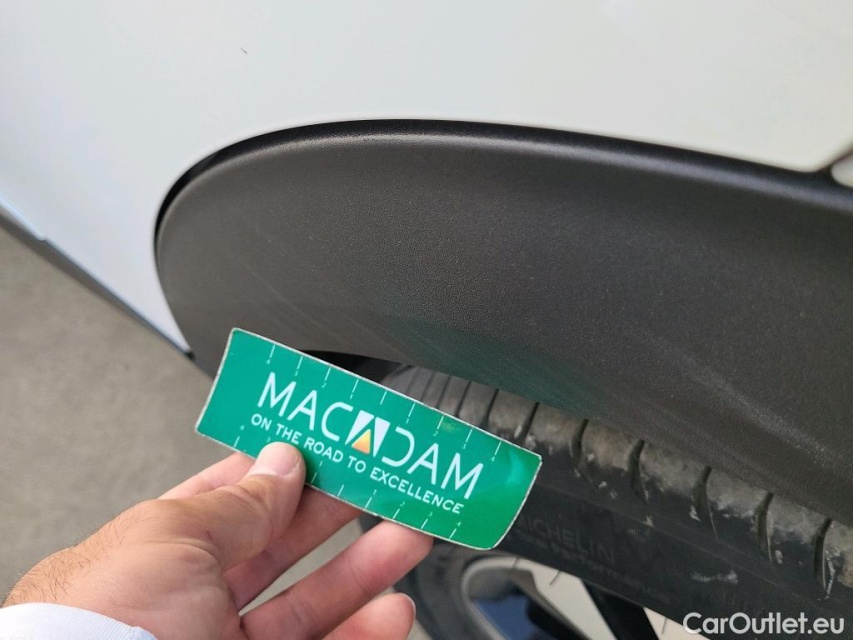 MACADAM
ON THE ROAD TO EXCELLENCE
MICHELIN
CarOutlet.eu